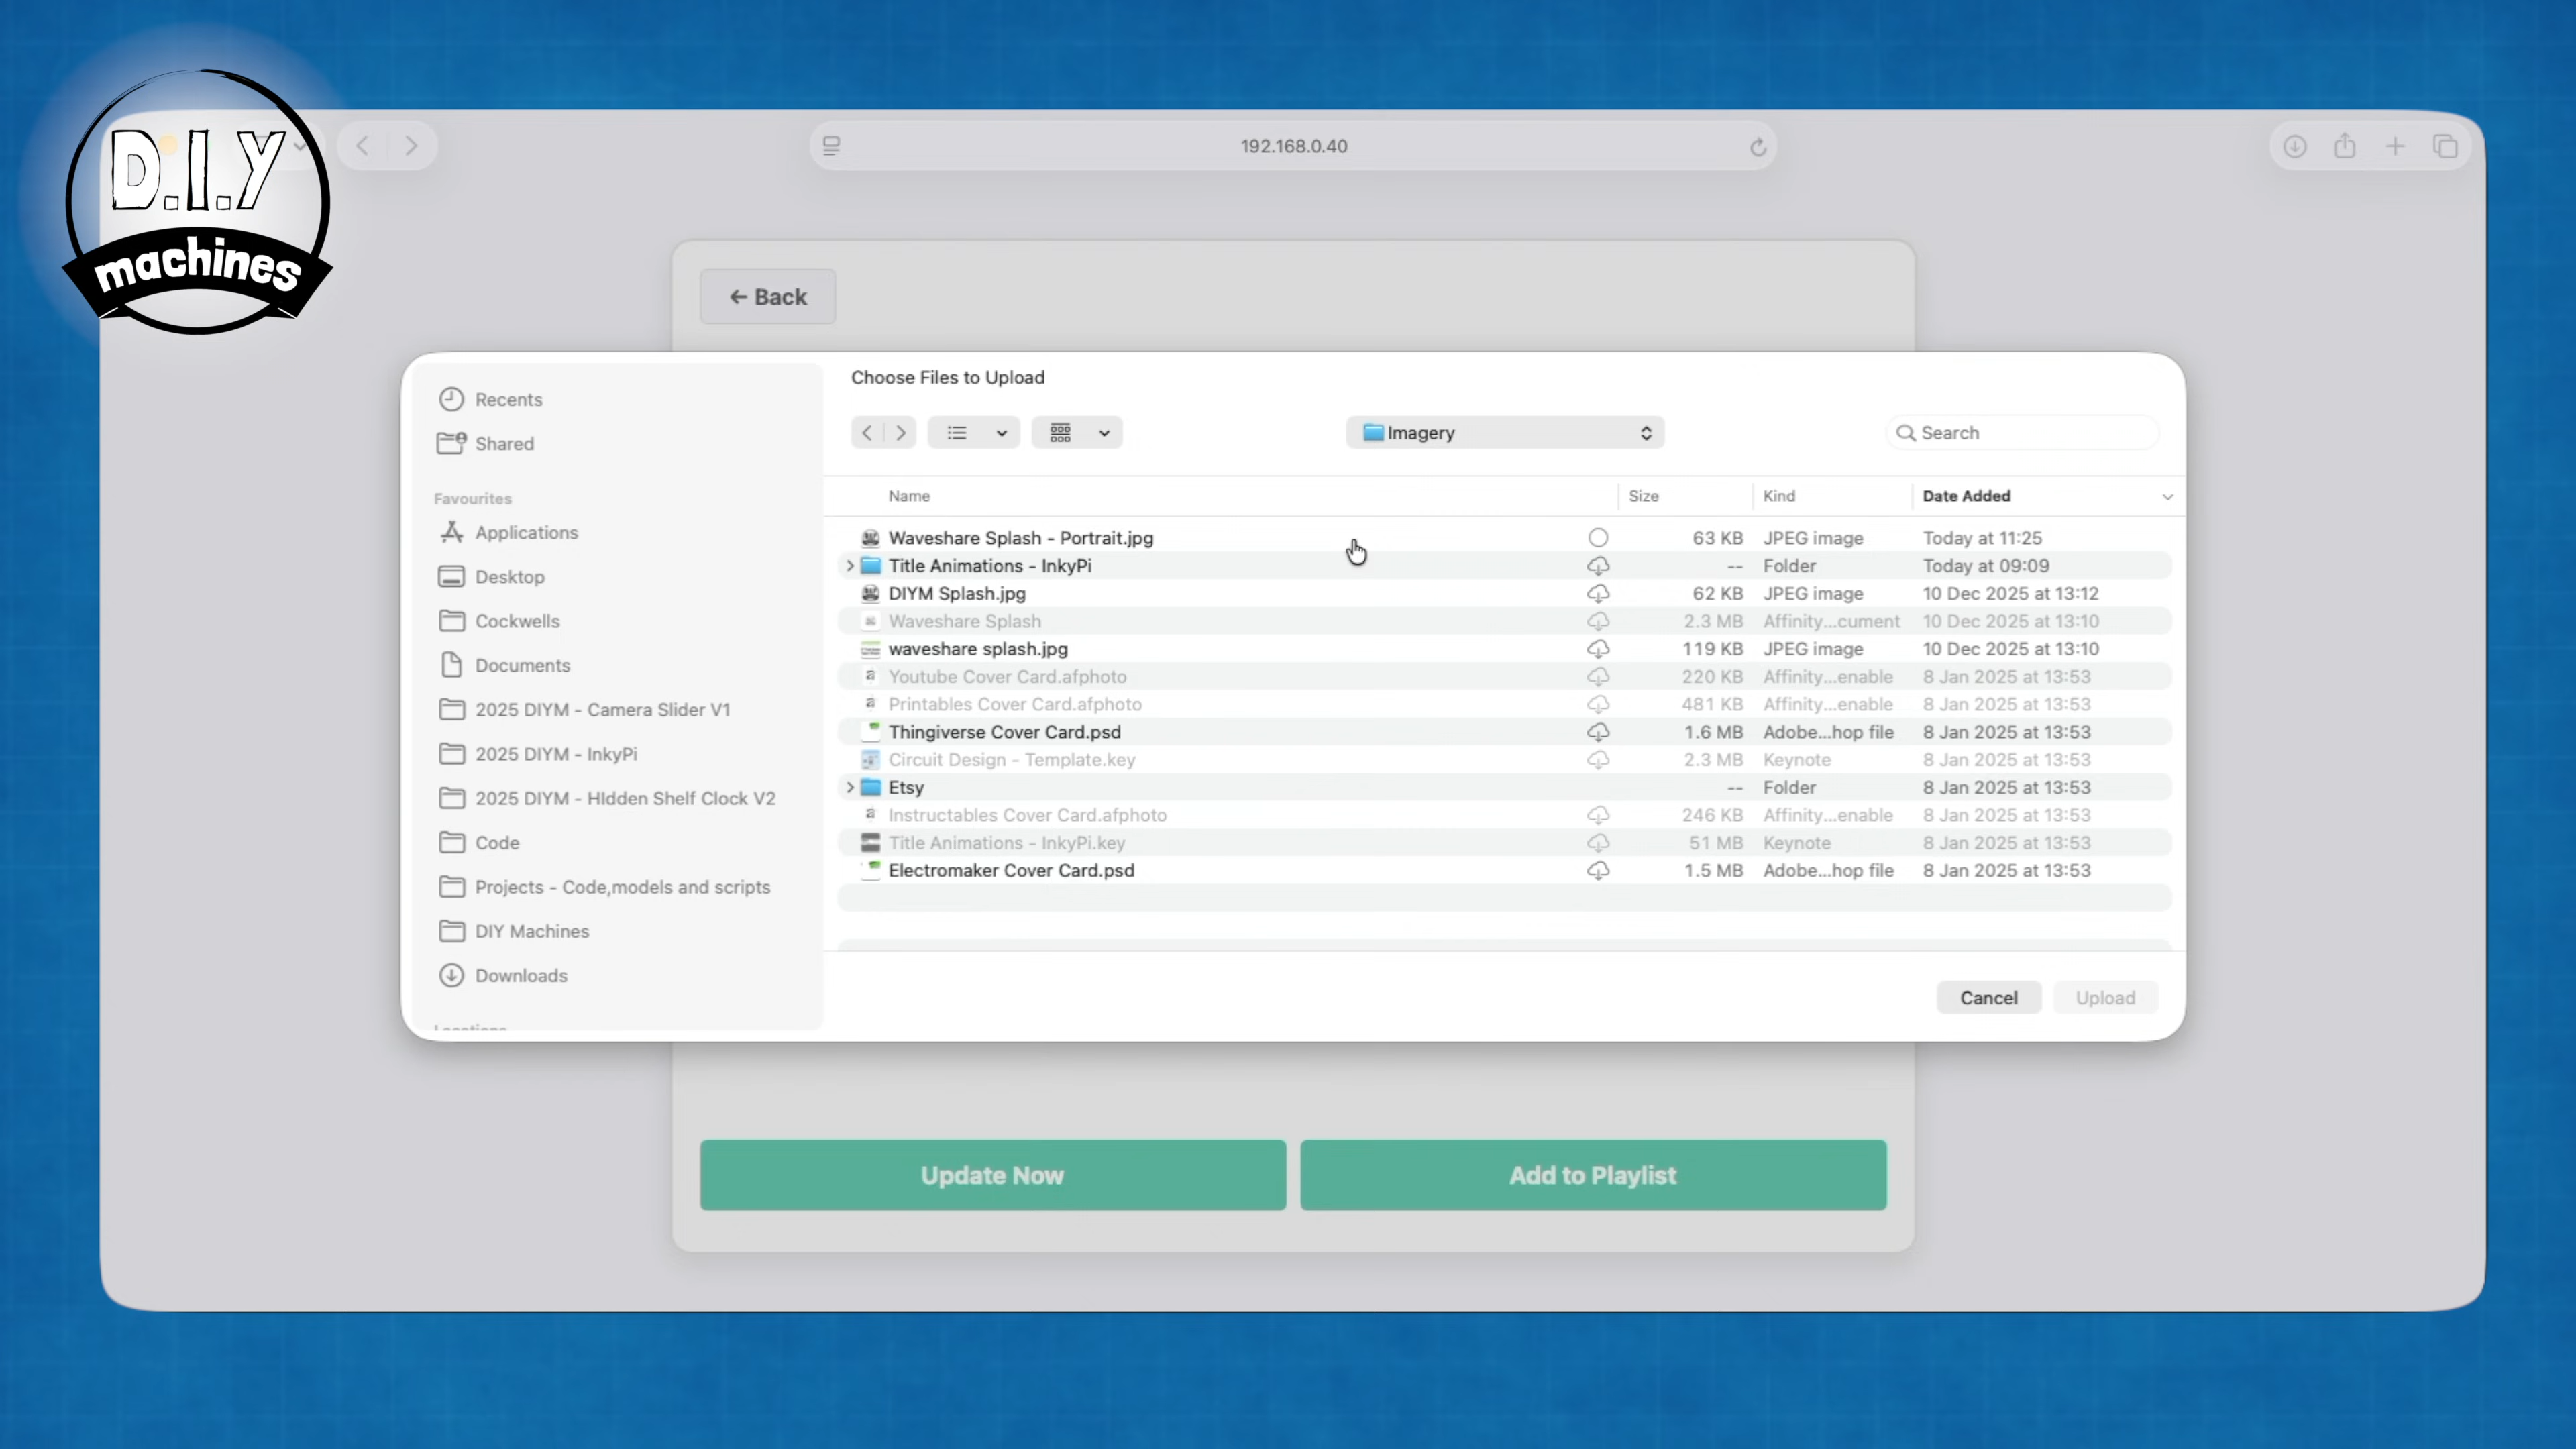 D.I.Y
machines
192.168.0.40
← Back
Choose Files to Upload
Recents
Shared
Favourites
Applications
Desktop
Cockwells
Documents
2025 DIYM - Camera Slider V1
2025 DIYM - InkyPi
2025 DIYM - HIdden Shelf Clock V2
Code
Projects - Code,models and scripts
DIY Machines
Downloads
Locations
Imagery
Search
Name Size Kind Date Added
Waveshare Splash - Portrait.jpg 63 KB JPEG image Today at 11:25
Title Animations - InkyPi -- Folder Today at 09:09
DIYM Splash.jpg 62 KB JPEG image 10 Dec 2025 at 13:12
Waveshare Splash 2.3 MB Affinity...cument 10 Dec 2025 at 13:10
waveshare splash.jpg 119 KB JPEG image 10 Dec 2025 at 13:10
Youtube Cover Card.afphoto 220 KB Affinity...enable 8 Jan 2025 at 13:53
Printables Cover Card.afphoto 481 KB Affinity...enable 8 Jan 2025 at 13:53
Thingiverse Cover Card.psd 1.6 MB Adobe...hop file 8 Jan 2025 at 13:53
Circuit Design - Template.key 2.3 MB Keynote 8 Jan 2025 at 13:53
Etsy -- Folder 8 Jan 2025 at 13:53
Instructables Cover Card.afphoto 246 KB Affinity...enable 8 Jan 2025 at 13:53
Title Animations - InkyPi.key 51 MB Keynote 8 Jan 2025 at 13:53
Electromaker Cover Card.psd 1.5 MB Adobe...hop file 8 Jan 2025 at 13:53
Cancel Upload
Update Now Add to Playlist